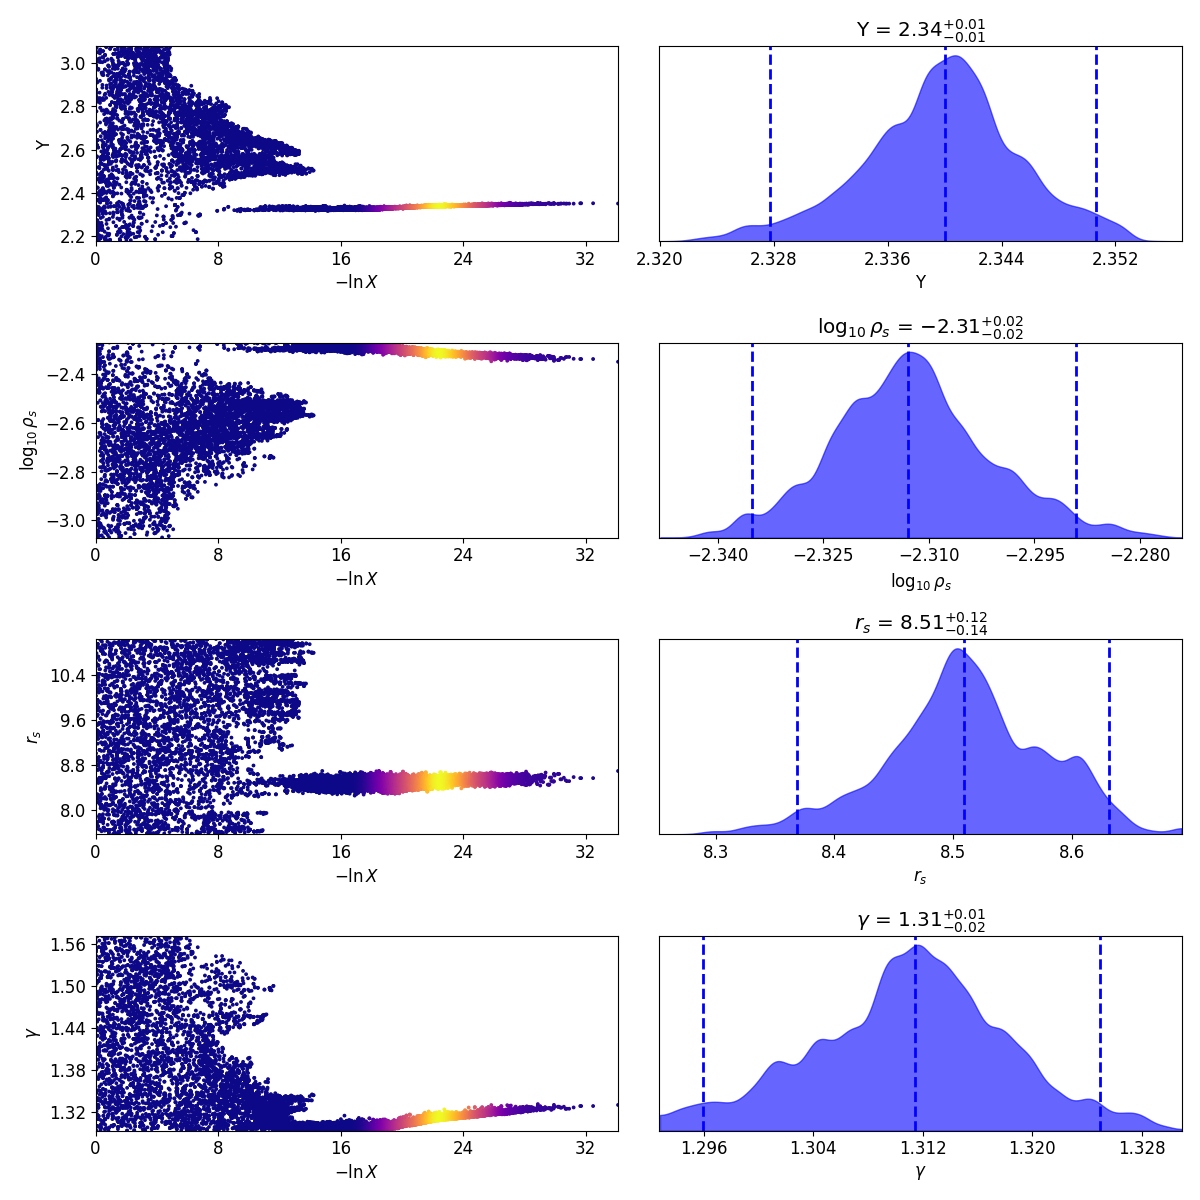 Y = 2.34+0.01−0.01
3.0
2.8
2.6
2.4
2.2
Y
0 8 16 24 32
−ln X
2.320 2.328 2.336 2.344 2.352
Y
log10 ρs = −2.31+0.02−0.02
−2.4
−2.6
−2.8
−3.0
log10 ρs
0 8 16 24 32
−ln X
−2.340 −2.325 −2.310 −2.295 −2.280
log10 ρs
rs = 8.51+0.12−0.14
10.4
9.6
8.8
8.0
rs
0 8 16 24 32
−ln X
8.3 8.4 8.5 8.6
rs
γ = 1.31+0.01−0.02
1.56
1.50
1.44
1.38
1.32
γ
0 8 16 24 32
−ln X
1.296 1.304 1.312 1.320 1.328
γ